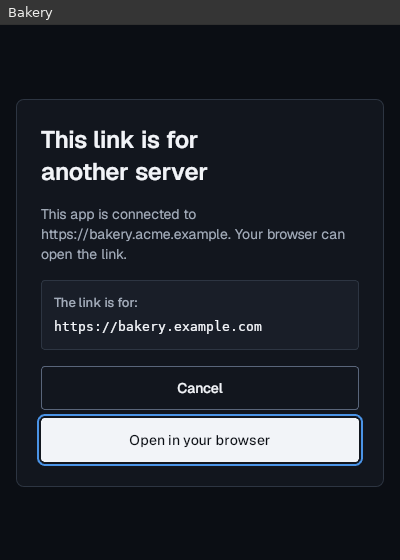 Bakery
This link is for
another server
This app is connected to
https://bakery.acme.example. Your browser can
open the link.
The link is for:
https://bakery.example.com
Cancel
Open in your browser